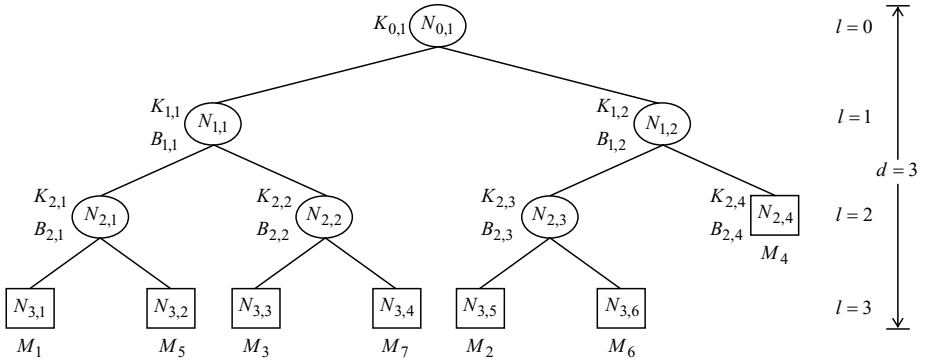 K0,1 N0,1 l = 0
K1,1 N1,1 B1,1 K1,2 N1,2 B1,2 l = 1
d = 3
K2,1 N2,1 B2,1 K2,2 N2,2 B2,2 K2,3 N2,3 B2,3 K2,4 N2,4 B2,4 l = 2
M4
N3,1 N3,2 N3,3 N3,4 N3,5 N3,6 l = 3
M1 M5 M3 M7 M2 M6